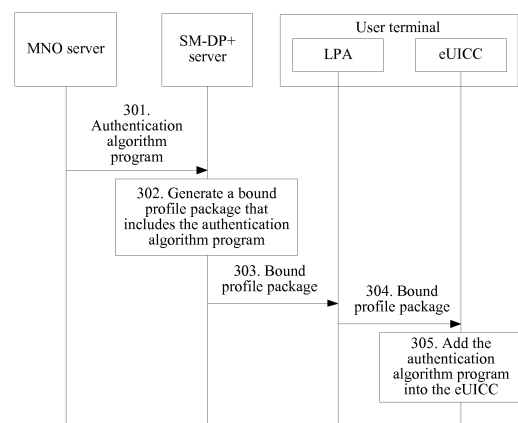 MNO server
SM-DP+
server
User terminal
LPA
eUICC
301.
Authentication
algorithm
program
302. Generate a bound
profile package that
includes the authentication
algorithm program
303. Bound
profile package
304. Bound
profile package
305. Add the
authentication
algorithm program
into the eUICC